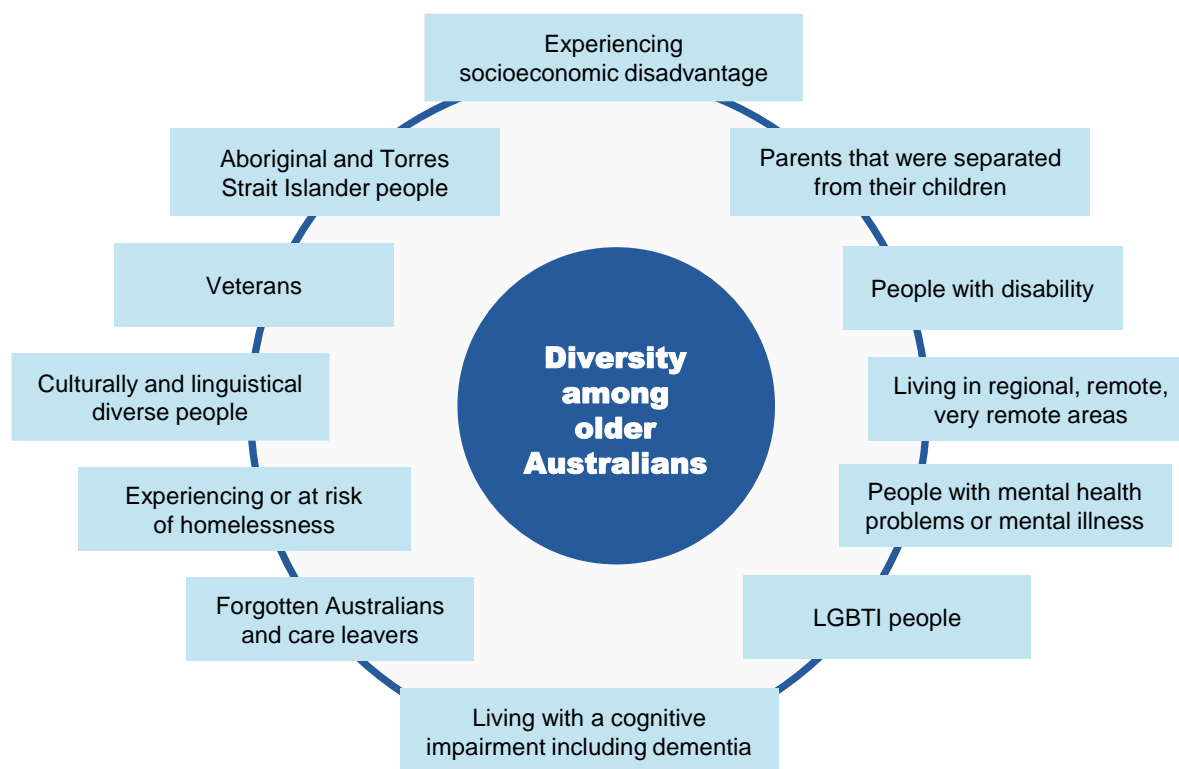 Experiencing
socioeconomic disadvantage
Aboriginal and Torres
Strait Islander people
Parents that were separated
from their children
Veterans
People with disability
Culturally and linguistical
diverse people
Diversity
among
older
Australians
Living in regional, remote,
very remote areas
Experiencing or at risk
of homelessness
People with mental health
problems or mental illness
Forgotten Australians
and care leavers
LGBTI people
Living with a cognitive
impairment including dementia